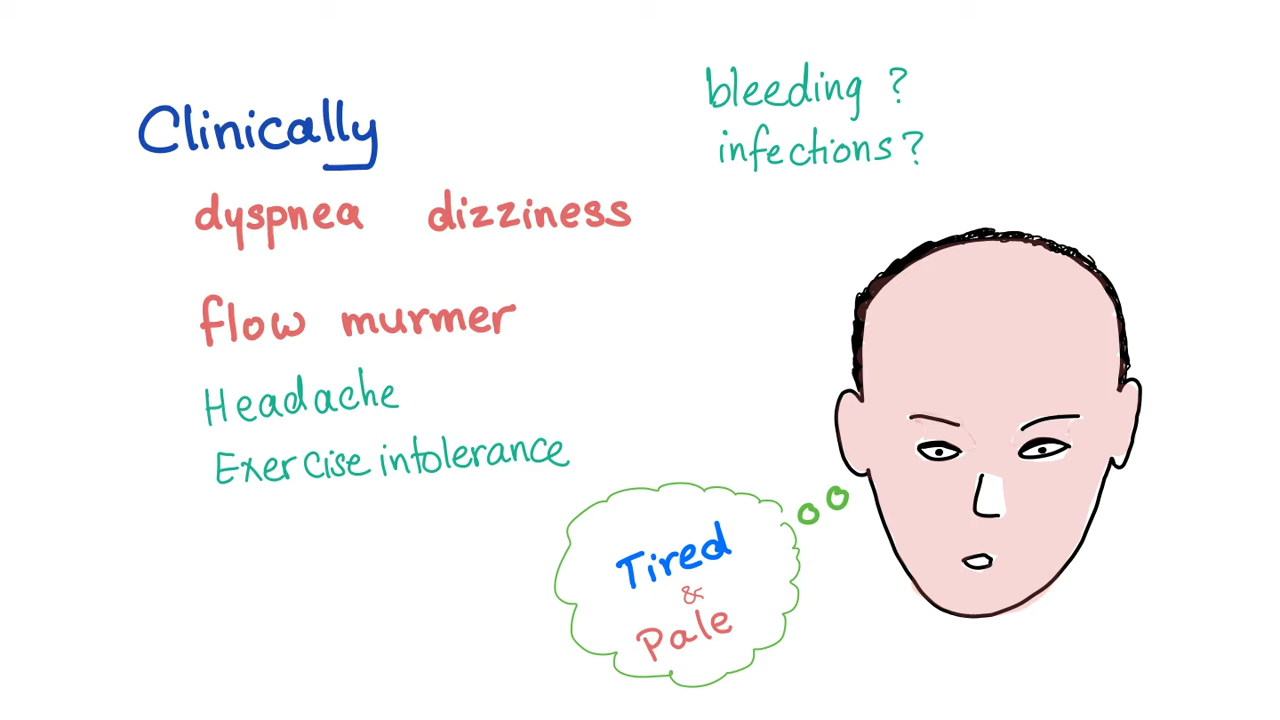 Clinically
dyspnea dizziness
flow murmer
Headache
Exercise intolerance
bleeding ?
infections ?
Tired
&
Pale